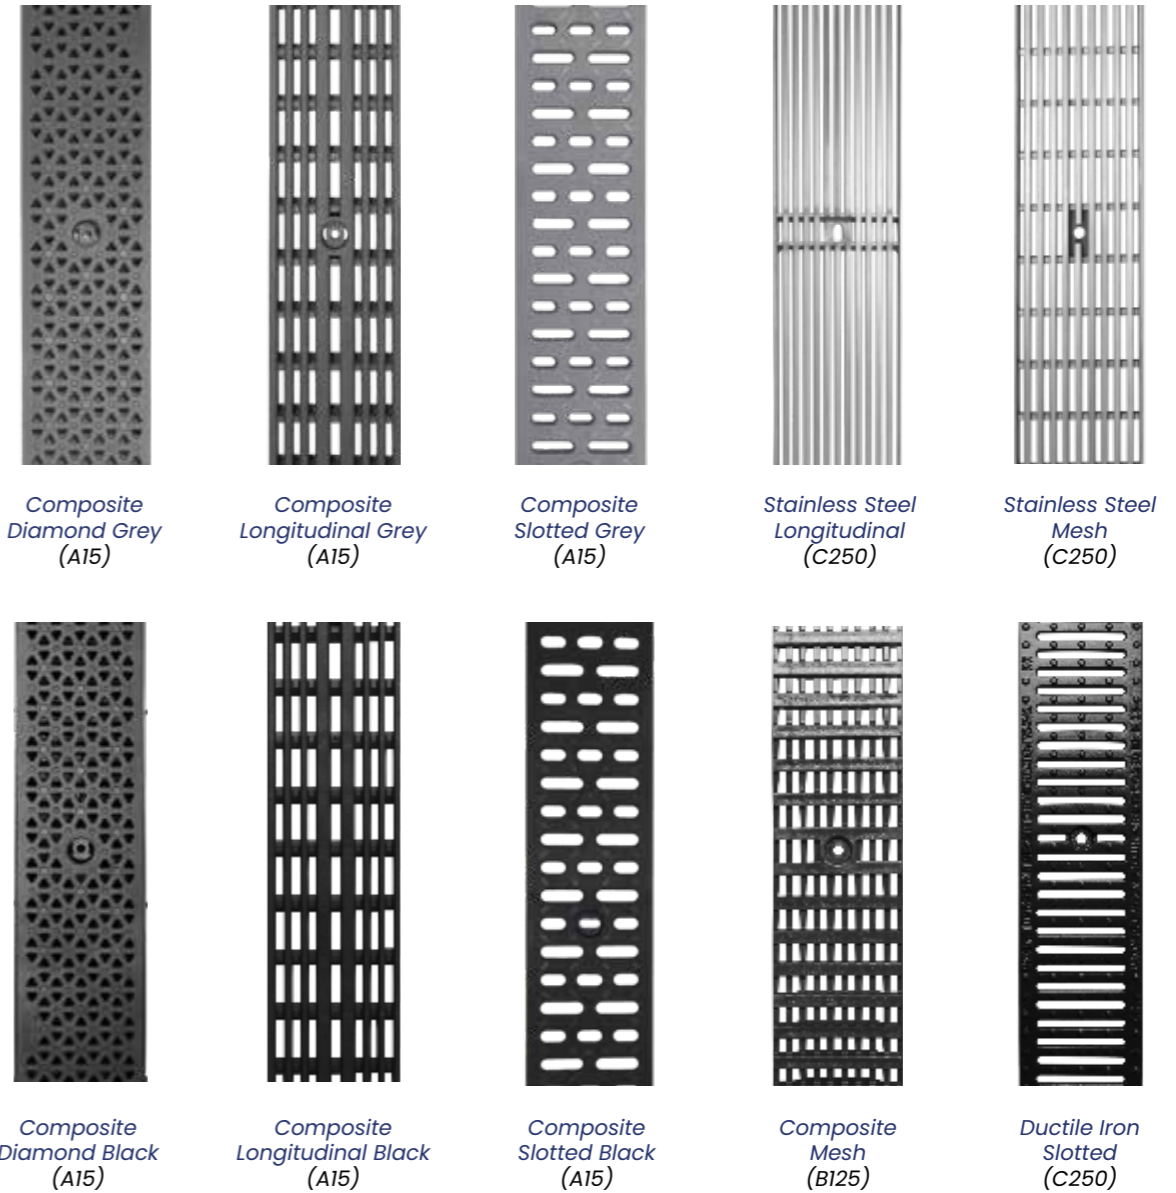 Composite
Diamond Grey
(A15)
Composite
Longitudinal Grey
(A15)
Composite
Slotted Grey
(A15)
Stainless Steel
Longitudinal
(C250)
Stainless Steel
Mesh
(C250)
Composite
Diamond Black
(A15)
Composite
Longitudinal Black
(A15)
Composite
Slotted Black
(A15)
Composite
Mesh
(B125)
Ductile Iron
Slotted
(C250)